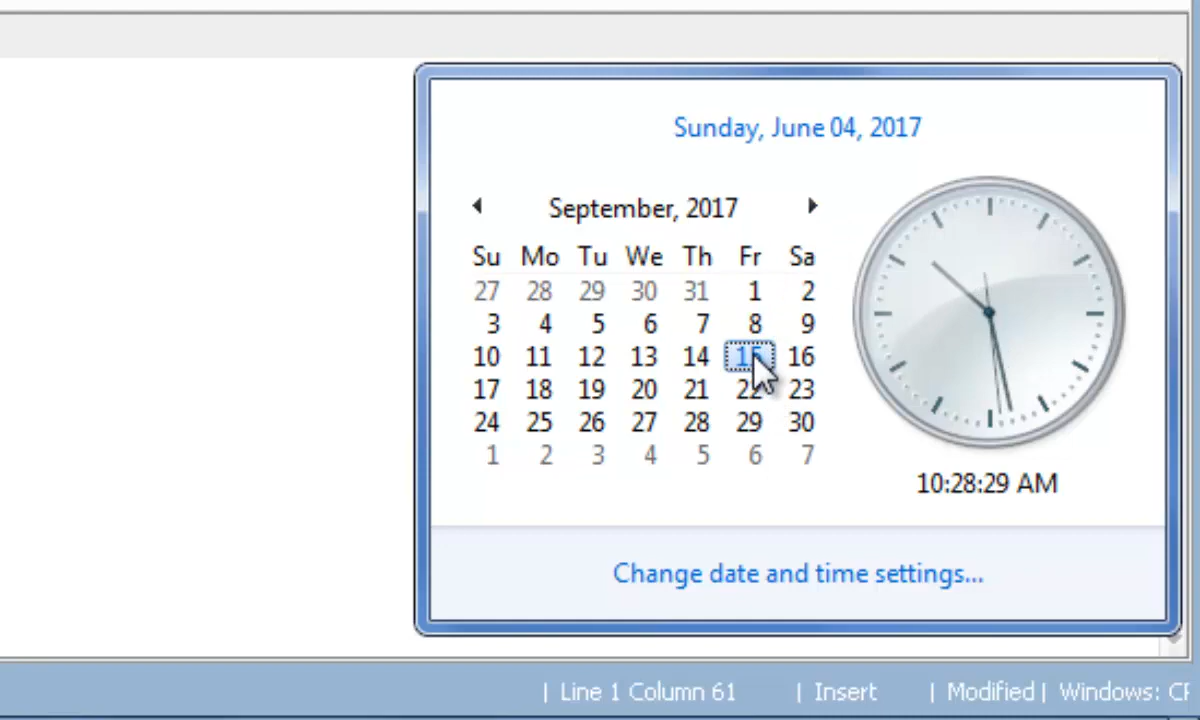 Sunday, June 04, 2017
September, 2017
Su Mo Tu We Th Fr Sa
27 28 29 30 31 1 2
3 4 5 6 7 8 9
10 11 12 13 14 15 16
17 18 19 20 21 22 23
24 25 26 27 28 29 30
1 2 3 4 5 6 7
10:28:29 AM
Change date and time settings...
| Line 1 Column 61 | Insert | Modified | Windows: